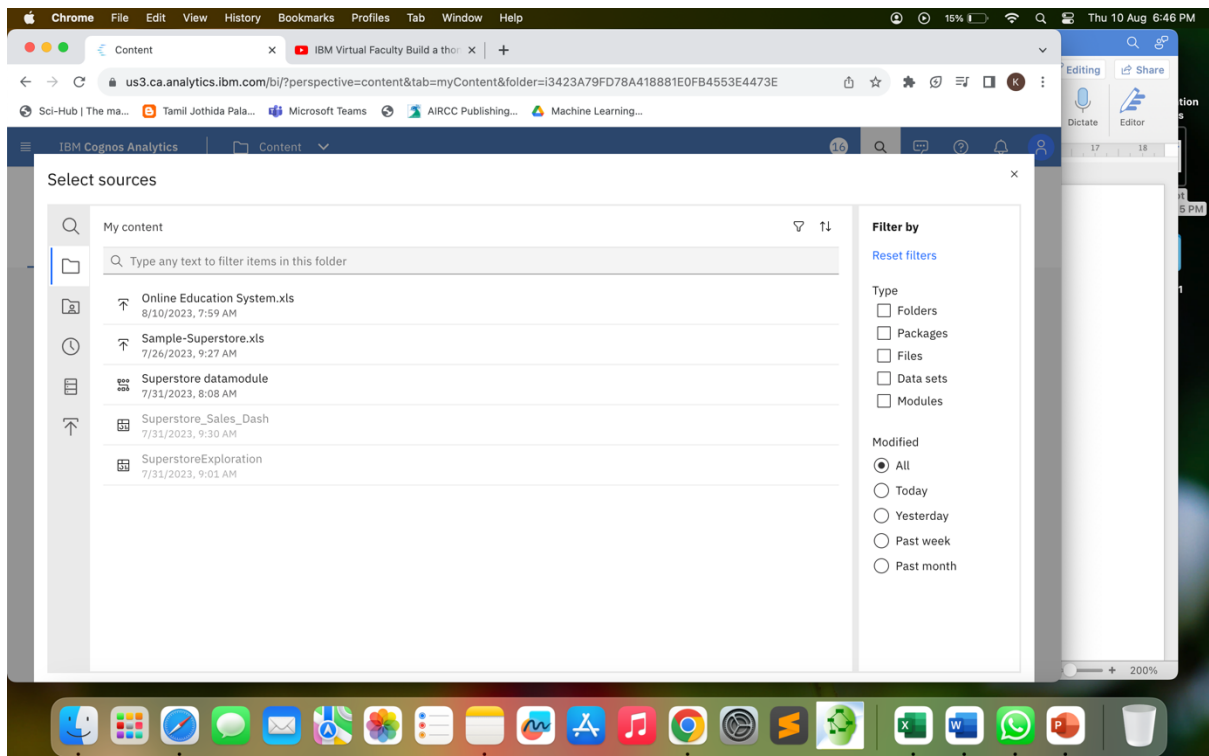 Chrome File Edit View History Bookmarks Profiles Tab Window Help 15% Thu 10 Aug 6:46 PM
Content IBM Virtual Faculty Build a thor
us3.ca.analytics.ibm.com/bi/?perspective=content&tab=myContent&folder=i3423A79FD78A418881E0FB4553E4473E K
Editing Share
Sci-Hub | The ma... Tamil Jothida Pala... Microsoft Teams AIRCC Publishing... Machine Learning...
Dictate Editor
IBM Cognos Analytics Content 16
17 18
Select sources
5 PM
My content
Filter by
Type any text to filter items in this folder
Reset filters
Online Education System.xls
8/10/2023, 7:59 AM
Sample-Superstore.xls
7/26/2023, 9:27 AM
Superstore datamodule
7/31/2023, 8:08 AM
Superstore_Sales_Dash
7/31/2023, 9:30 AM
SuperstoreExploration
7/31/2023, 9:01 AM
Type
Folders
Packages
Files
Data sets
Modules
Modified
All
Today
Yesterday
Past week
Past month
200%